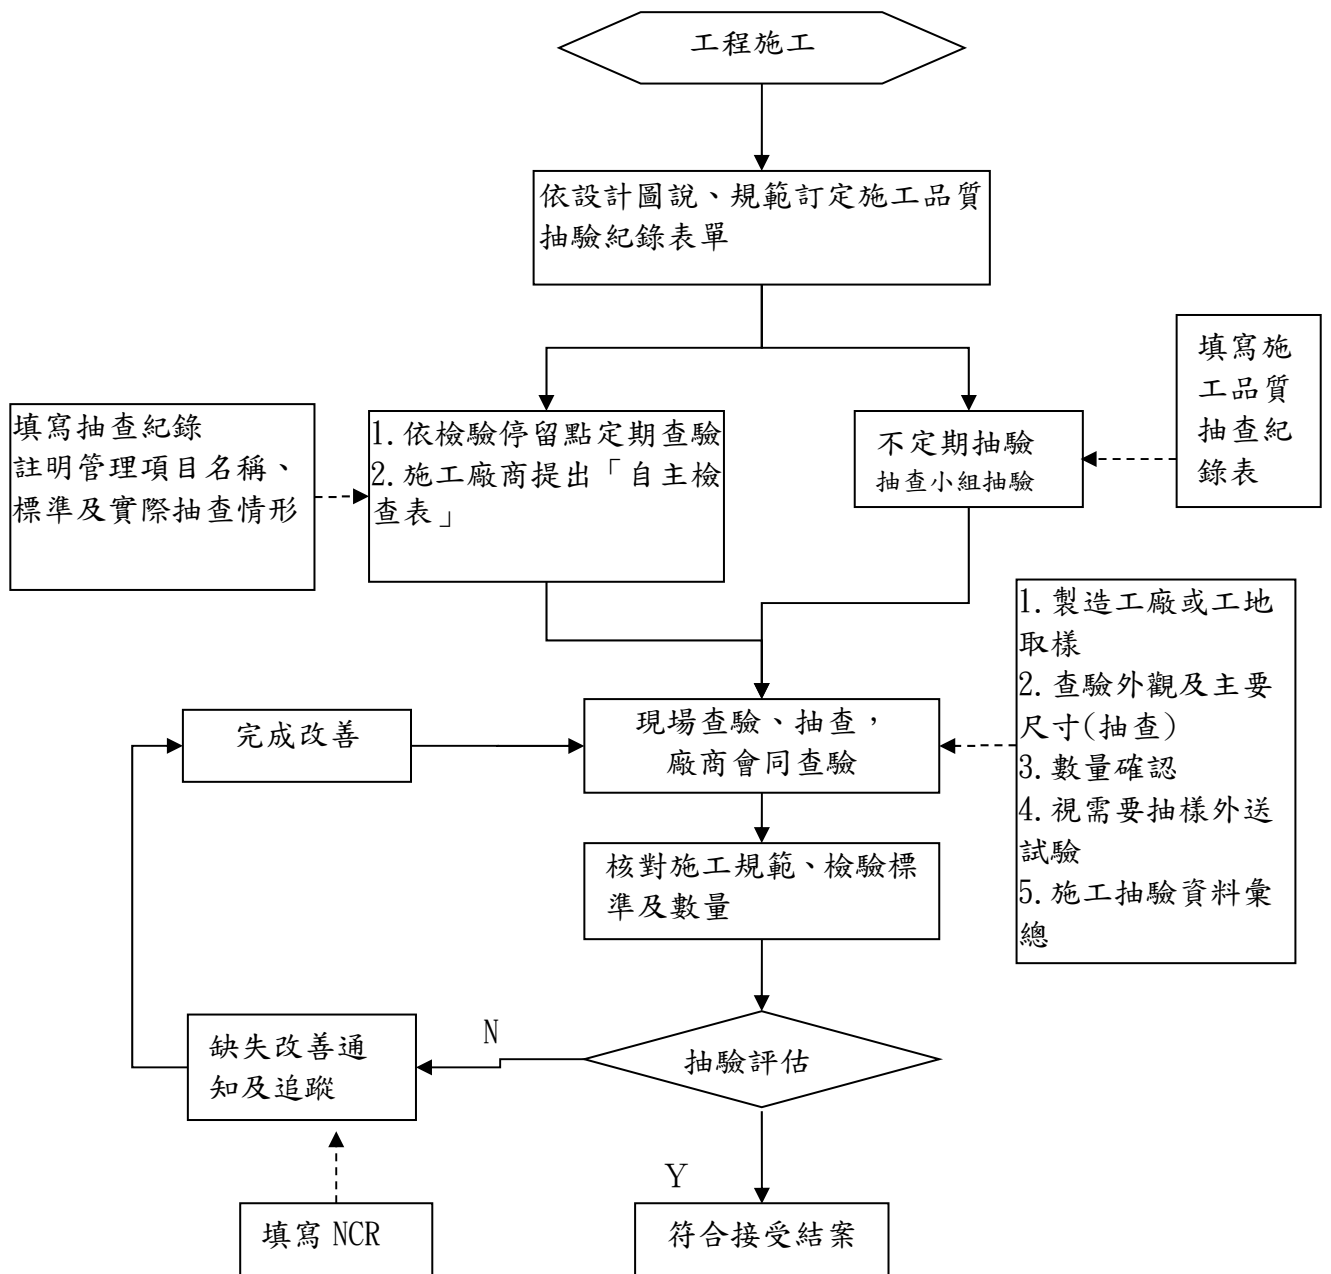 工程施工
依設計圖說、規範訂定施工品質
抽驗紀錄表單
填寫施
工品質
抽查紀
錄表
填寫抽查紀錄
註明管理項目名稱、
標準及實際抽查情形
1.依檢驗停留點定期查驗
2.施工廠商提出「自主檢
查表」
不定期抽驗
抽查小組抽驗
1.製造工廠或工地
取樣
2.查驗外觀及主要
尺寸(抽查)
3.數量確認
4.視需要抽樣外送
試驗
5.施工抽驗資料彙
總
完成改善
現場查驗、抽查，
廠商會同查驗
核對施工規範、檢驗標
準及數量
缺失改善通
知及追蹤
N
抽驗評估
Y
填寫 NCR
符合接受結案